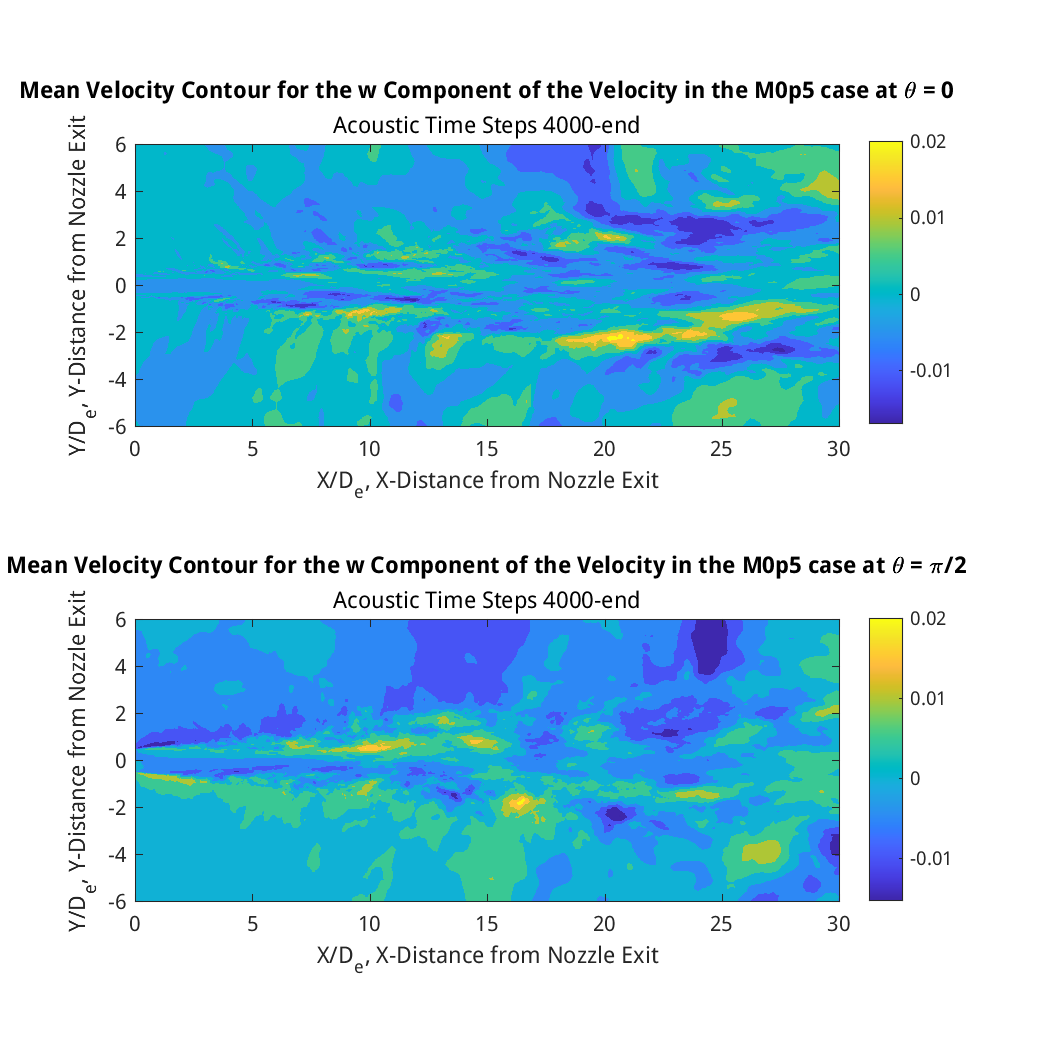 Mean Velocity Contour for the w Component of the Velocity in the M0p5 case at θ = 0
Acoustic Time Steps 4000-end
Y/De, Y-Distance from Nozzle Exit
6
4
2
0
-2
-4
-6
0 5 10 15 20 25 30
X/De, X-Distance from Nozzle Exit
0.02
0.01
0
-0.01
Mean Velocity Contour for the w Component of the Velocity in the M0p5 case at θ = π/2
Acoustic Time Steps 4000-end
Y/De, Y-Distance from Nozzle Exit
6
4
2
0
-2
-4
-6
0 5 10 15 20 25 30
X/De, X-Distance from Nozzle Exit
0.02
0.01
0
-0.01